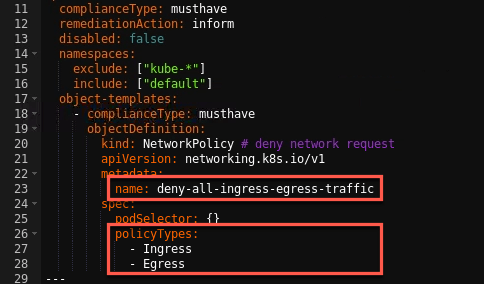 11 complianceType: musthave
12 remediationAction: inform
13 disabled: false
14 namespaces:
15 exclude: ["kube-*"]
16 include: ["default"]
17 object-templates:
18 - complianceType: musthave
19 objectDefinition:
20 kind: NetworkPolicy # deny network request
21 apiVersion: networking.k8s.io/v1
22 metadata:
23 name: deny-all-ingress-egress-traffic
24 spec:
25 podSelector: {}
26 policyTypes:
27 - Ingress
28 - Egress
29 ---